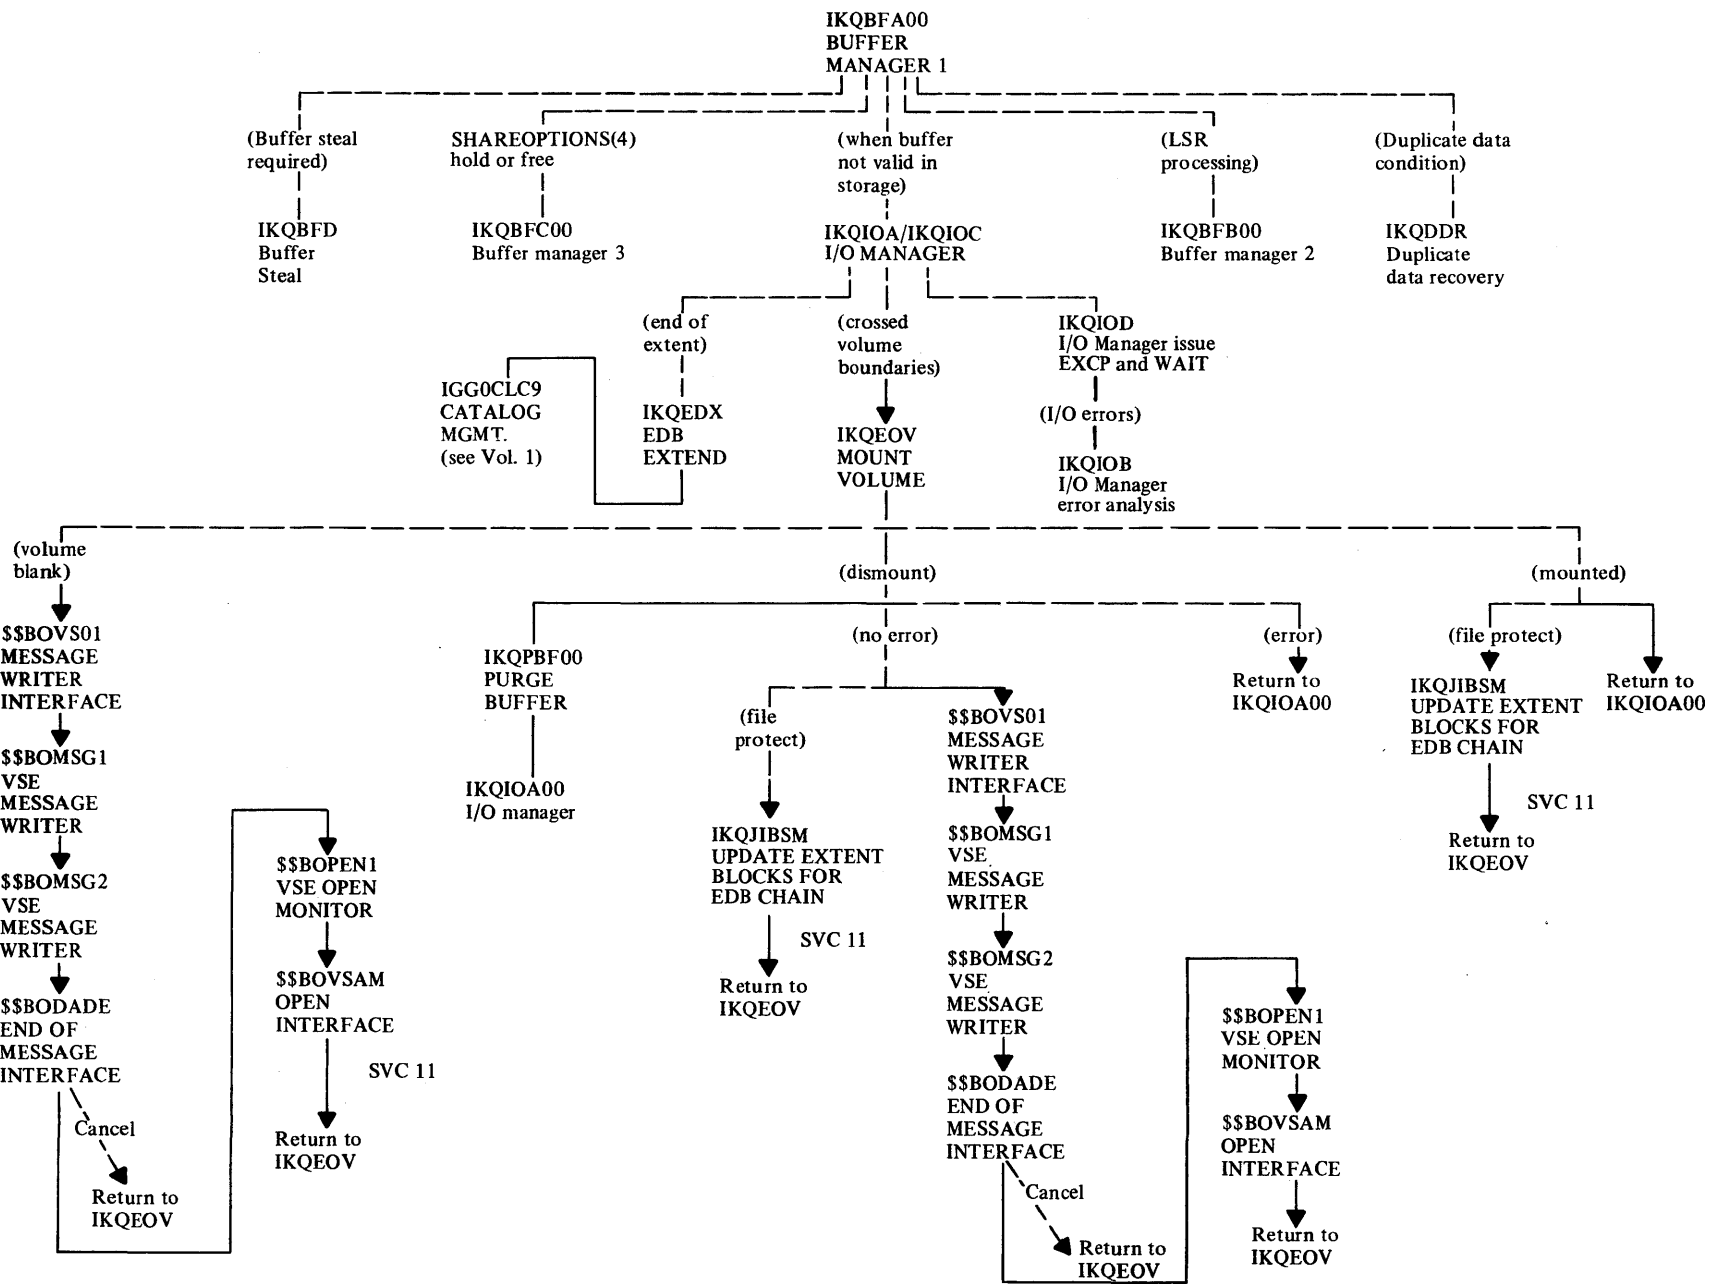 IKQBFA00
BUFFER
MANAGER 1
(Buffer steal
required)
SHAREOPTIONS(4)
hold or free
(when buffer
not valid in
storage)
(LSR
processing)
(Duplicate data
condition)
IKQBFD
Buffer
Steal
IKQBFC00
Buffer manager 3
IKQIOA/IKQIOC
I/O MANAGER
IKQBFB00
Buffer manager 2
IKQDDR
Duplicate
data recovery
(end of
extent)
(crossed
volume
boundaries)
IKQIOD
I/O Manager issue
EXCP and WAIT
IGG0CLC9
CATALOG
MGMT.
(see Vol. 1)
IKQEDX
EDB
EXTEND
IKQEOV
MOUNT
VOLUME
(I/O errors)
IKQIOB
I/O Manager
error analysis
(volume
blank)
(dismount)
(mounted)
$$BOVS01
MESSAGE
WRITER
INTERFACE
$$BOMSG1
VSE
MESSAGE
WRITER
$$BOMSG2
VSE
MESSAGE
WRITER
$$BODADE
END OF
MESSAGE
INTERFACE
Cancel
Return to
IKQEOV
$$BOPEN1
VSE OPEN
MONITOR
$$BOVSAM
OPEN
INTERFACE
SVC 11
Return to
IKQEOV
IKQPBF00
PURGE
BUFFER
IKQIOA00
I/O manager
(no error)
(file
protect)
IKQJIBSM
UPDATE EXTENT
BLOCKS FOR
EDB CHAIN
SVC 11
Return to
IKQEOV
$$BOVS01
MESSAGE
WRITER
INTERFACE
$$BOMSG1
VSE
MESSAGE
WRITER
$$BOMSG2
VSE
MESSAGE
WRITER
$$BODADE
END OF
MESSAGE
INTERFACE
Cancel
Return to
IKQEOV
$$BOPEN1
VSE OPEN
MONITOR
$$BOVSAM
OPEN
INTERFACE
Return to
IKQEOV
(error)
Return to
IKQIOA00
(file protect)
IKQJIBSM
UPDATE EXTENT
BLOCKS FOR
EDB CHAIN
SVC 11
Return to
IKQEOV
Return to
IKQIOA00